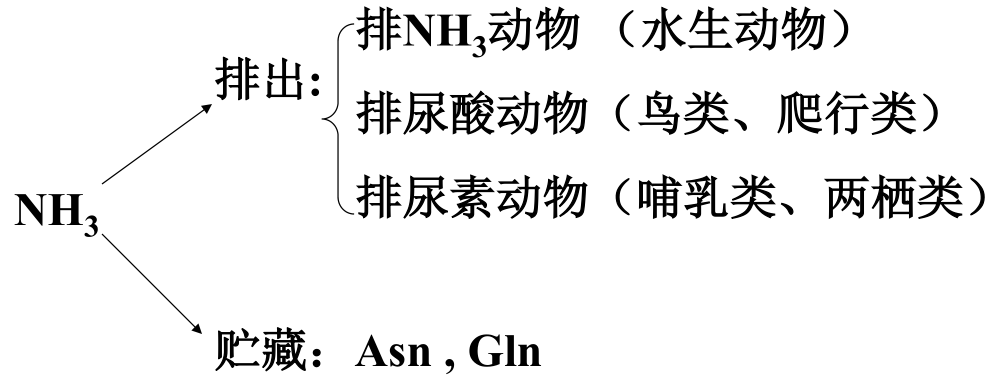 排NH₃动物 （水生动物）
排出:
排尿酸动物（鸟类、爬行类）
排尿素动物（哺乳类、两栖类）
NH₃
贮藏：Asn , Gln